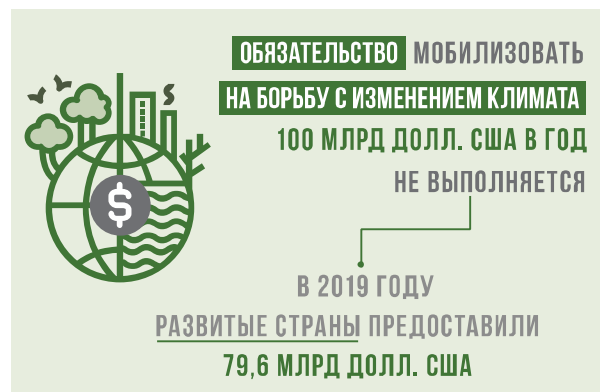 ОБЯЗАТЕЛЬСТВО МОБИЛИЗОВАТЬ
НА БОРЬБУ С ИЗМЕНЕНИЕМ КЛИМАТА
100 МЛРД ДОЛЛ. США В ГОД
НЕ ВЫПОЛНЯЕТСЯ
$
В 2019 ГОДУ
РАЗВИТЫЕ СТРАНЫ ПРЕДОСТАВИЛИ
79,6 МЛРД ДОЛЛ. США